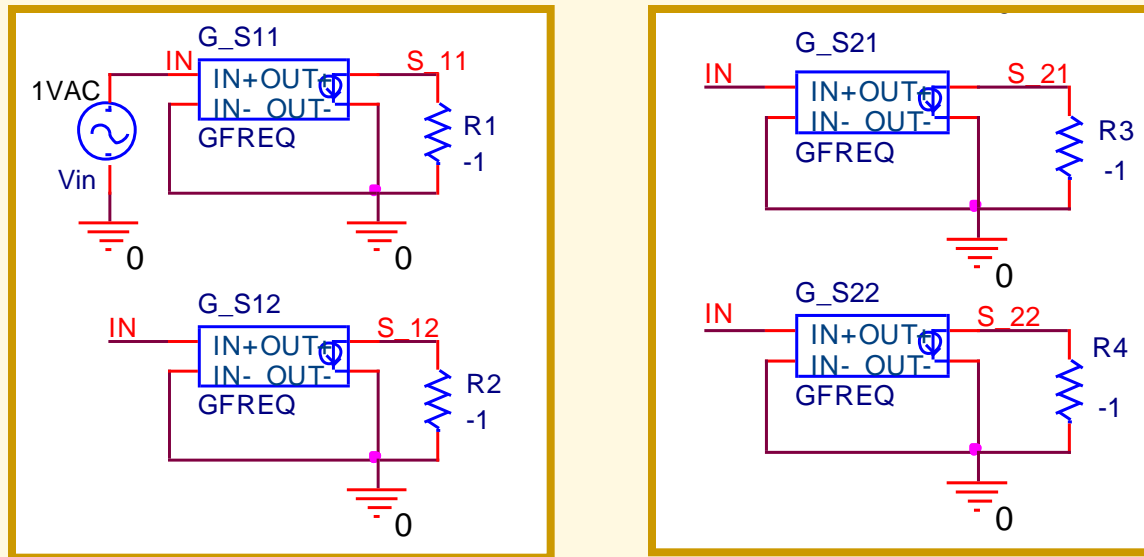 G_S11
IN
S_11
1VAC
IN+OUT+
IN- OUT-
R1
GFREQ
-1
Vin
0
0
G_S12
IN
S_12
IN+OUT+
IN- OUT-
R2
GFREQ
-1
0
G_S21
IN
S_21
IN+OUT+
IN- OUT-
R3
GFREQ
-1
0
G_S22
IN
S_22
IN+OUT+
IN- OUT-
R4
GFREQ
-1
0